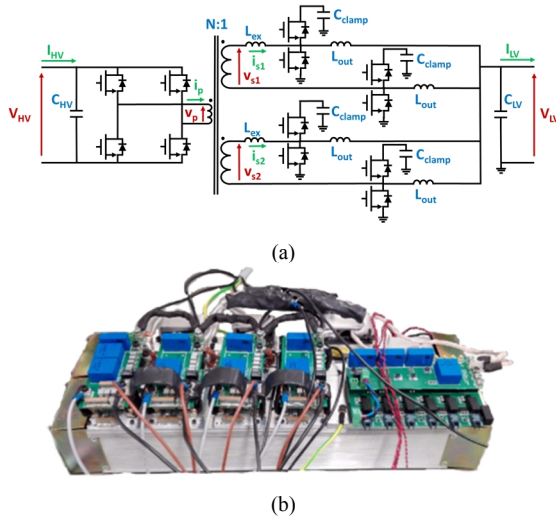 N:1
I_HV
C_HV
V_HV
i_p
v_p
L_ex
C_clamp
L_out
v_s1
i_s1
C_clamp
L_out
L_ex
C_clamp
L_out
v_s2
i_s2
C_clamp
L_out
I_LV
C_LV
V_LV
(a)
(b)